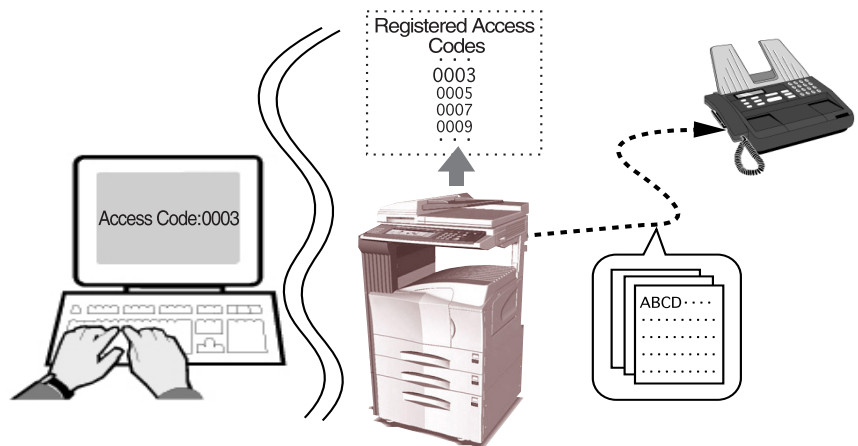 Registered Access
Codes
0003
0005
0007
0009
Access Code:0003
ABCD